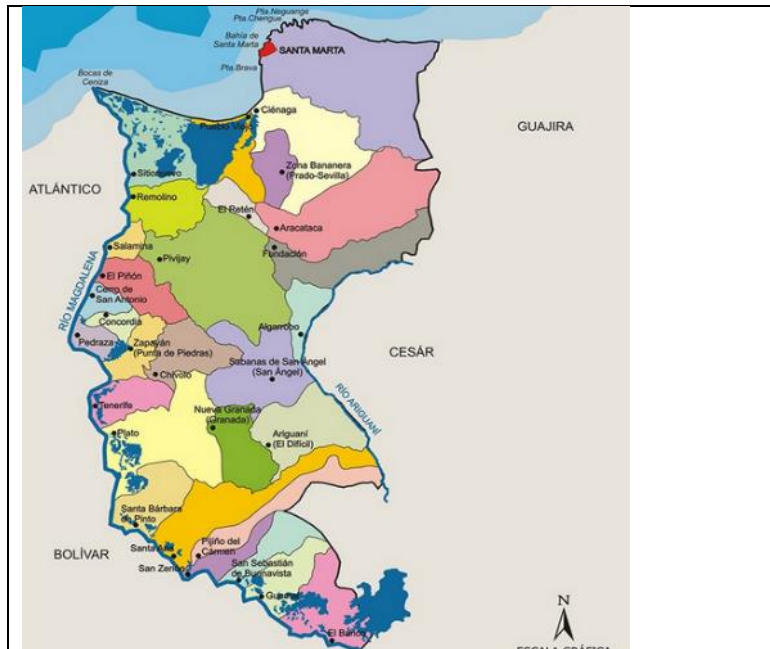 Pta.Neguange
Pta.Chengue
Bahía de
Santa Marta
SANTA MARTA
Pta.Brava
Bocas de
Ceniza
Ciénaga
Pueblo Viejo
GUAJIRA
Zona Bananera
(Prado-Sevilla)
Sitionuevo
ATLÁNTICO
Remolino
El Retén
Aracataca
Salamina
Fundación
Pivijay
El Piñón
Cerro de
San Antonio
RÍO MAGDALENA
Concordia
Algarrobo
Pedraza
Zapayán
(Punta de Piedras)
CESÁR
Sabanas de San Ángel
(San Ángel)
Chivolo
RÍO ARIGUANÍ
Tenerife
Nueva Granada
(Granada)
Plato
Ariguaní
(El Difícil)
Santa Bárbara
de Pinto
BOLÍVAR
Santa Ana
Pijiño del
Carmen
San Zenón
San Sebastián
de Buenavista
Guamal
N
El Banco
ESCALA GRÁFICA